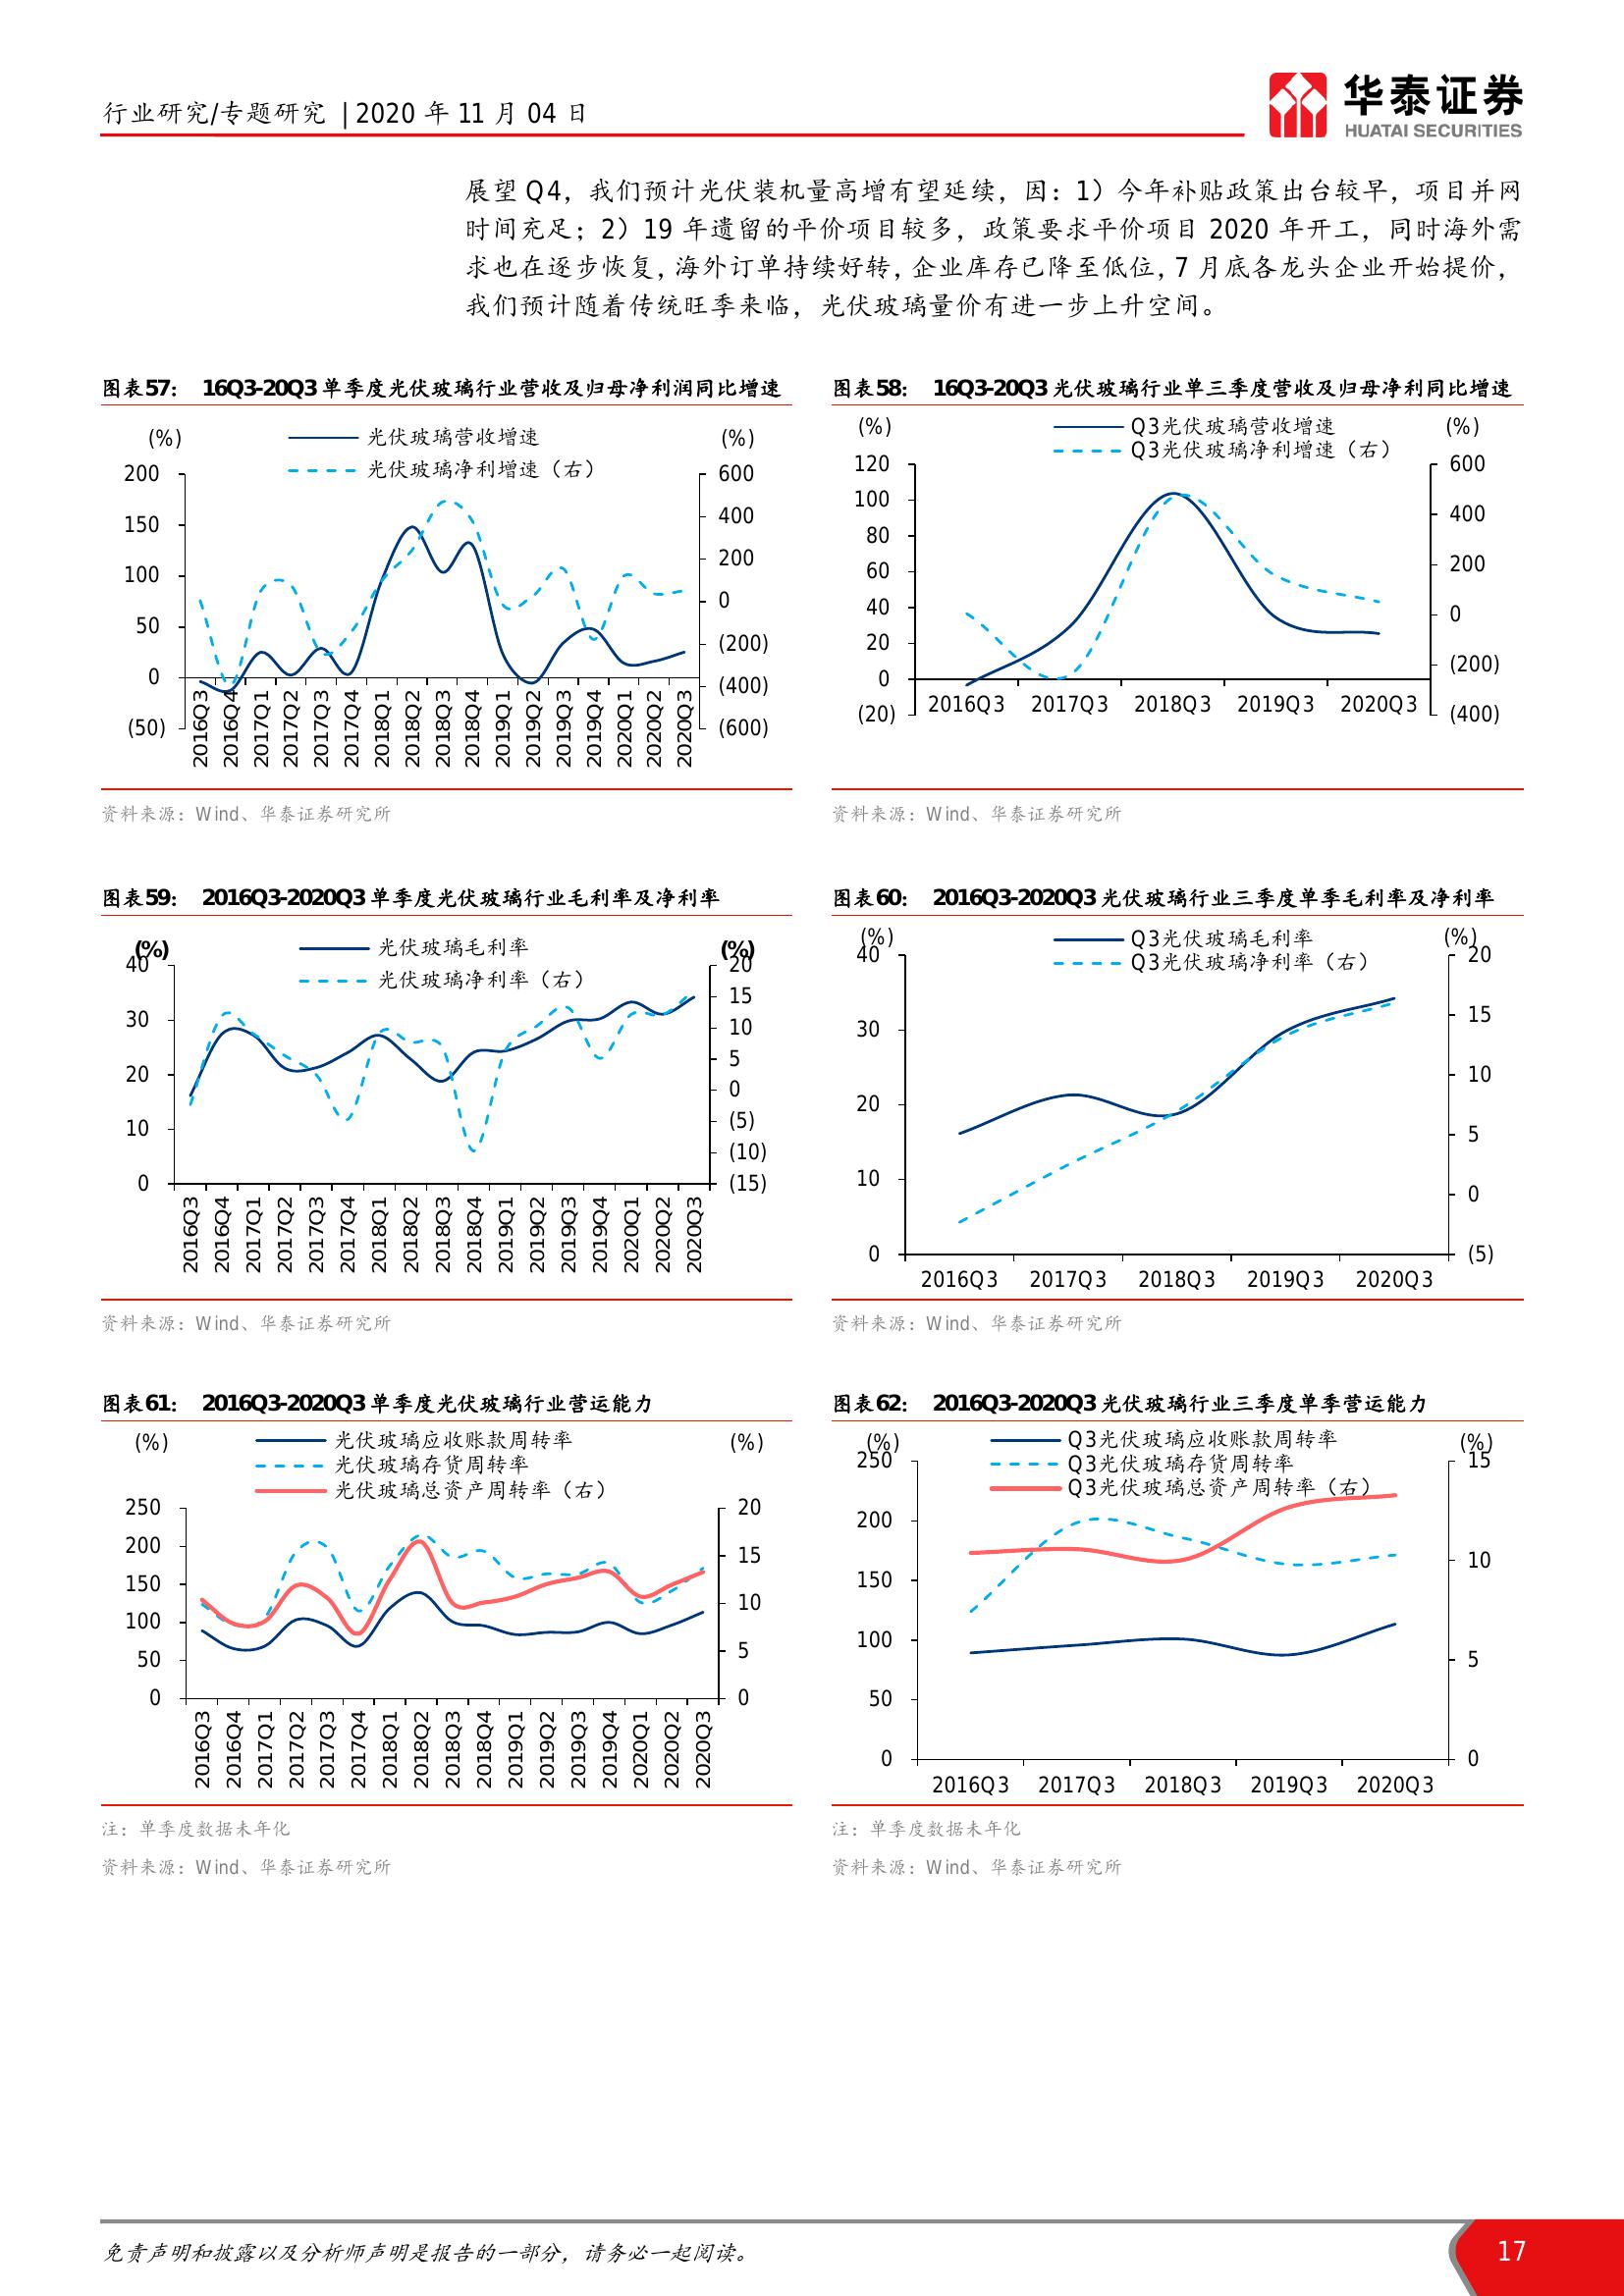 行业研究/专题研究 | 2020 年 11 月 04 日
华泰证券
HUATAI SECURITIES
展望 Q4，我们预计光伏装机量高增有望延续，因：1）今年补贴政策出台较早，项目并网
时间充足；2）19 年遗留的平价项目较多，政策要求平价项目 2020 年开工，同时海外需
求也在逐步恢复，海外订单持续好转，企业库存已降至低位，7 月底各龙头企业开始提价，
我们预计随着传统旺季来临，光伏玻璃量价有进一步上升空间。
图表57： 16Q3-20Q3 单季度光伏玻璃行业营收及归母净利润同比增速
(%)
光伏玻璃营收增速
(%)
光伏玻璃净利增速（右）
200
150
100
50
0
(50)
600
400
200
0
(200)
(400)
(600)
2016Q3
2016Q4
2017Q1
2017Q2
2017Q3
2017Q4
2018Q1
2018Q2
2018Q3
2018Q4
2019Q1
2019Q2
2019Q3
2019Q4
2020Q1
2020Q2
2020Q3
资料来源：Wind、华泰证券研究所
图表58： 16Q3-20Q3 光伏玻璃行业单三季度营收及归母净利同比增速
(%)
Q3光伏玻璃营收增速
(%)
Q3光伏玻璃净利增速（右）
120
100
80
60
40
20
0
(20)
600
400
200
0
(200)
(400)
2016Q3 2017Q3 2018Q3 2019Q3 2020Q3
资料来源：Wind、华泰证券研究所
图表59： 2016Q3-2020Q3 单季度光伏玻璃行业毛利率及净利率
(%)
光伏玻璃毛利率
(%)
光伏玻璃净利率（右）
40
30
20
10
0
20
15
10
5
0
(5)
(10)
(15)
2016Q3
2016Q4
2017Q1
2017Q2
2017Q3
2017Q4
2018Q1
2018Q2
2018Q3
2018Q4
2019Q1
2019Q2
2019Q3
2019Q4
2020Q1
2020Q2
2020Q3
资料来源：Wind、华泰证券研究所
图表60： 2016Q3-2020Q3 光伏玻璃行业三季度单季毛利率及净利率
(%)
Q3光伏玻璃毛利率
(%)
Q3光伏玻璃净利率（右）
40
30
20
10
0
20
15
10
5
0
(5)
2016Q3 2017Q3 2018Q3 2019Q3 2020Q3
资料来源：Wind、华泰证券研究所
图表61： 2016Q3-2020Q3 单季度光伏玻璃行业营运能力
(%)
光伏玻璃应收账款周转率
(%)
光伏玻璃存货周转率
光伏玻璃总资产周转率（右）
250
200
150
100
50
0
20
15
10
5
0
2016Q3
2016Q4
2017Q1
2017Q2
2017Q3
2017Q4
2018Q1
2018Q2
2018Q3
2018Q4
2019Q1
2019Q2
2019Q3
2019Q4
2020Q1
2020Q2
2020Q3
注：单季度数据未年化
资料来源：Wind、华泰证券研究所
图表62： 2016Q3-2020Q3 光伏玻璃行业三季度单季营运能力
(%)
Q3光伏玻璃应收账款周转率
(%)
Q3光伏玻璃存货周转率
Q3光伏玻璃总资产周转率（右）
250
200
150
100
50
0
15
10
5
0
2016Q3 2017Q3 2018Q3 2019Q3 2020Q3
注：单季度数据未年化
资料来源：Wind、华泰证券研究所
免责声明和披露以及分析师声明是报告的一部分，请务必一起阅读。
17